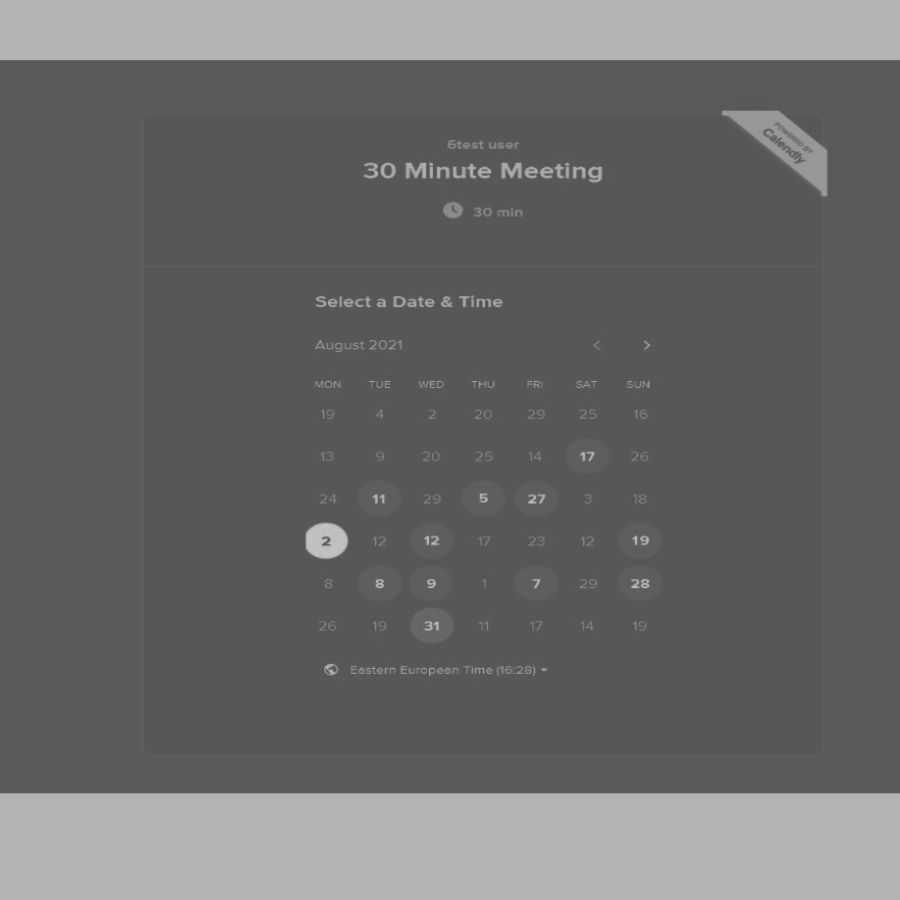 6test user
30 Minute Meeting
30 min
POWERED BY
Calendly
Select a Date & Time
August 2021
MON TUE WED THU FRI SAT SUN
19 4 2 20 29 25 16
13 9 20 25 14 17 26
24 11 29 5 27 3 18
2 12 12 17 23 12 19
8 8 9 1 7 29 28
26 19 31 11 17 14 19
Eastern European Time (16:28)